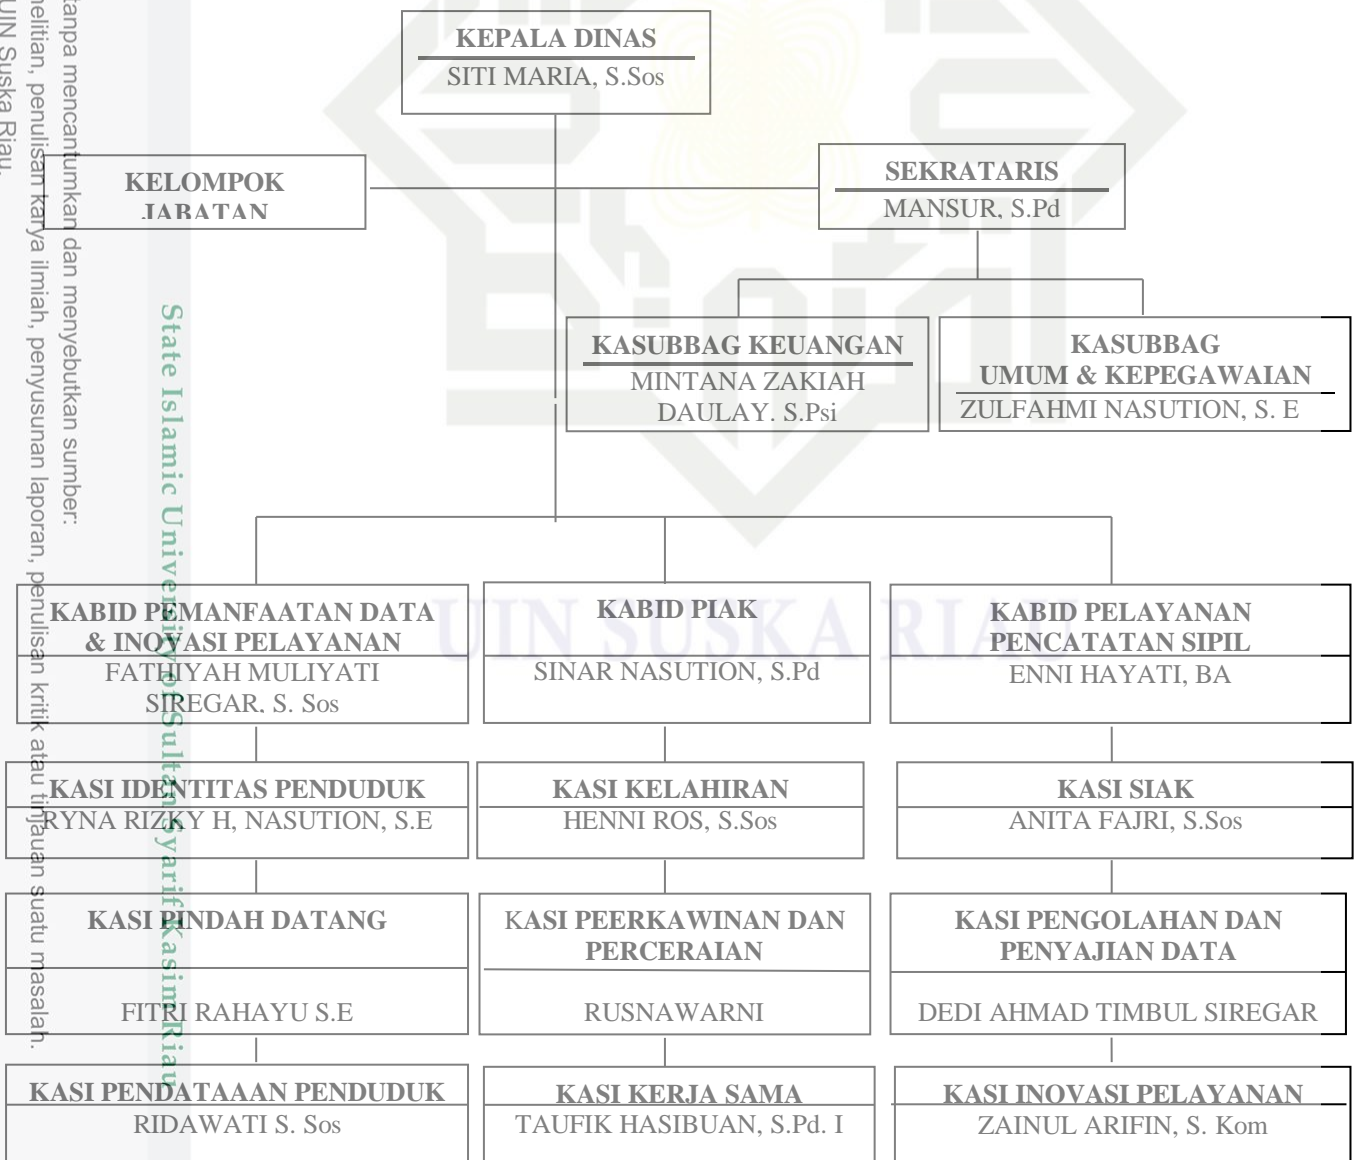 KEPALA DINAS
SITI MARIA, S.Sos
KELOMPOK
JABATAN
SEKRATARIS
MANSUR, S.Pd
KASUBBAG KEUANGAN
MINTANA ZAKIAH
DAULAY. S.Psi
KASUBBAG
UMUM & KEPEGAWAIAN
ZULFAHMI NASUTION, S. E
KABID PEMANFAATAN DATA
& INOVASI PELAYANAN
FATHIYAH MULIYATI
SIREGAR, S. Sos
KABID PIAK
SINAR NASUTION, S.Pd
KABID PELAYANAN
PENCATATAN SIPIL
ENNI HAYATI, BA
KASI IDENTITAS PENDUDUK
RYNA RIZKY H, NASUTION, S.E
KASI KELAHIRAN
HENNI ROS, S.Sos
KASI SIAK
ANITA FAJRI, S.Sos
KASI PINDAH DATANG
FITRI RAHAYU S.E
KASI PEERKAWINAN DAN
PERCERAIAN
RUSNAWARNI
KASI PENGOLAHAN DAN
PENYAJIAN DATA
DEDI AHMAD TIMBUL SIREGAR
KASI PENDATAAAN PENDUDUK
RIDAWATI S. Sos
KASI KERJA SAMA
TAUFIK HASIBUAN, S.Pd. I
KASI INOVASI PELAYANAN
ZAINUL ARIFIN, S. Kom
UIN SUSKA RIAU
State Islamic University of Sultan Syarif Kasim Riau
tanpa mencantumkan dan menyebutkan sumber:
penulisan karya ilmiah, penyusunan laporan, penulisan kritik atau tinjauan suatu masalah.
UIN Suska Riau.